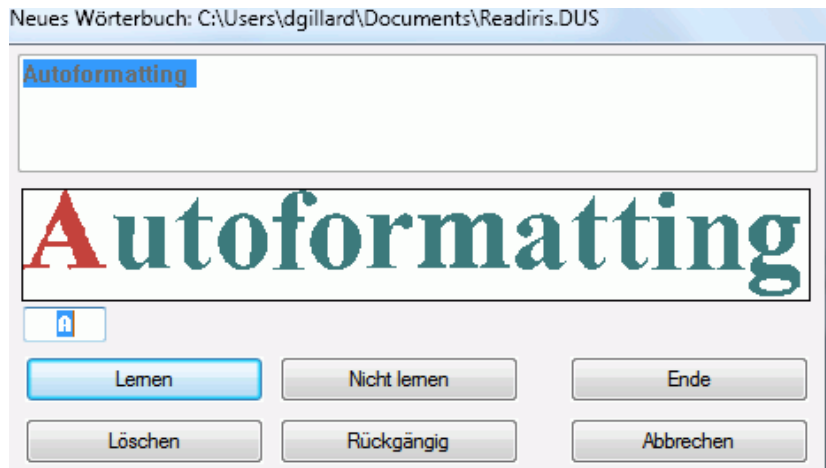 Neues Wörterbuch: C:\Users\dgillard\Documents\Readiris.DUS
Autoformatting
Autoformatting
A
Lernen Nicht lernen Ende
Löschen Rückgängig Abbrechen